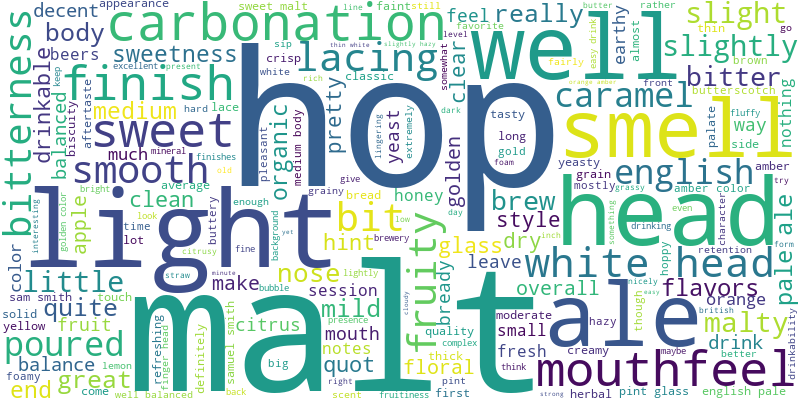 hop
malt
light
head
ale
well
smell
mouthfeel
carbonation
finish
sweet
smooth
lacing
bitterness
white head
english
caramel
slightly
slight
really
bitter
poured
little
quite
great
end
bit
nose
hint
mild
fruity
citrus
quot
floral
mouth
session
glass
brew
style
dry
leave
overall
flavors
malty
drink
orange
pale ale
way
nothing
earthy
clear
feel
pretty
organic
golden
yeast
honey
bready
medium
body
beers
decent
sweetness
drinkable
balanced
clean
apple
balance
color
fruit
make
notes
small
fresh
much
appearance
sweet malt
line
faint
still
favorite
butter
rather
thin
go
level
sip
crisp
white
thin white
slightly hazy
rich
classic
somewhat
easy drink
fairly
almost
front
brown
butterscotch
fluffy
side
palate
orange amber
excellent
present
keep
biscuity
aftertaste
hard
lace
mineral
finishes
old
average
pleasant
medium body
lingering
extremely
dark
tasty
long
gold
foam
yeasty
grain
mostly
grassy
amber color
amber
try
even
something
character
drinking
hoppy
retention
form
grainy
give
bread
low
day
enough
buttery
background
yet
brewery
bright
look
golden color
interesting
time
lot
citrusy
fine
straw
minute
lightly
bubble
inch
cloudy
nicely
easy
british
though
hazy
moderate
creamy
maybe
better
drinkability
think
thick
quality
complex
presence
sam smith
touch
solid
yellow
lemon
foamy
come
well balanced
refreshing
finger head
definitely
samuel smith
back
big
scent
right
fruitiness
pint
first
strong
herbal
pint glass
english pale